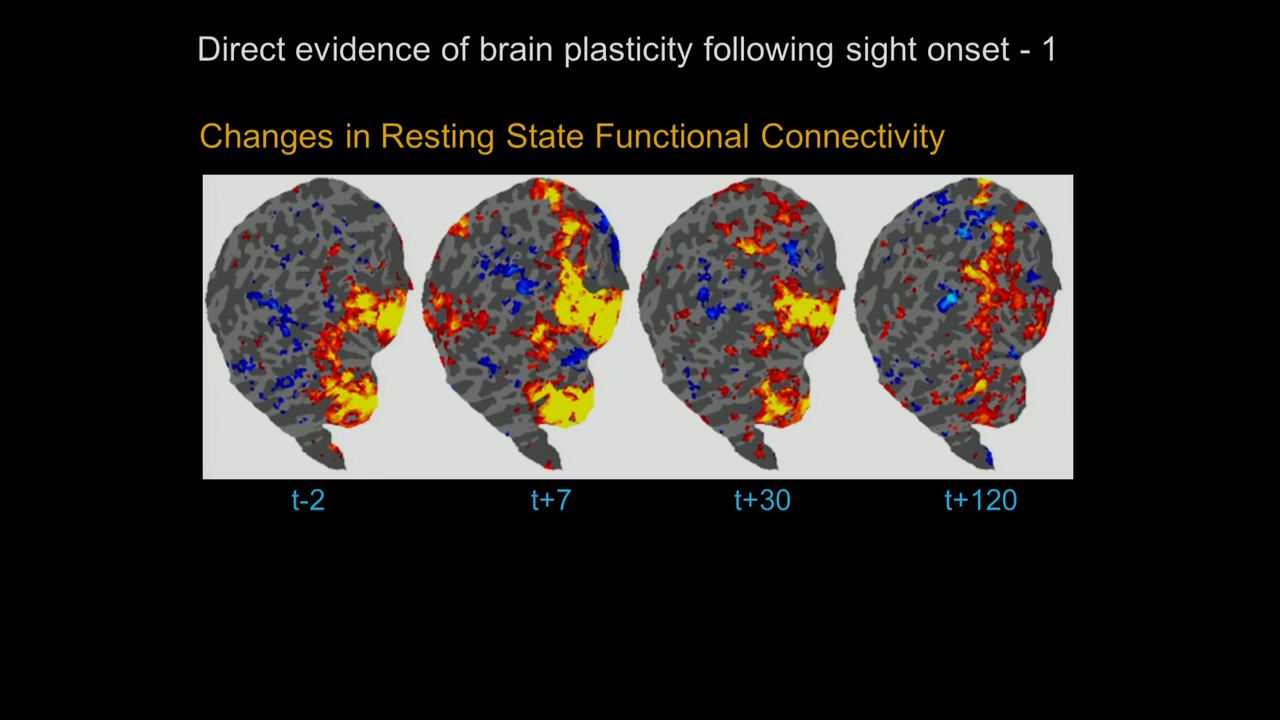 Direct evidence of brain plasticity following sight onset - 1
Changes in Resting State Functional Connectivity
t-2
t+7
t+30
t+120